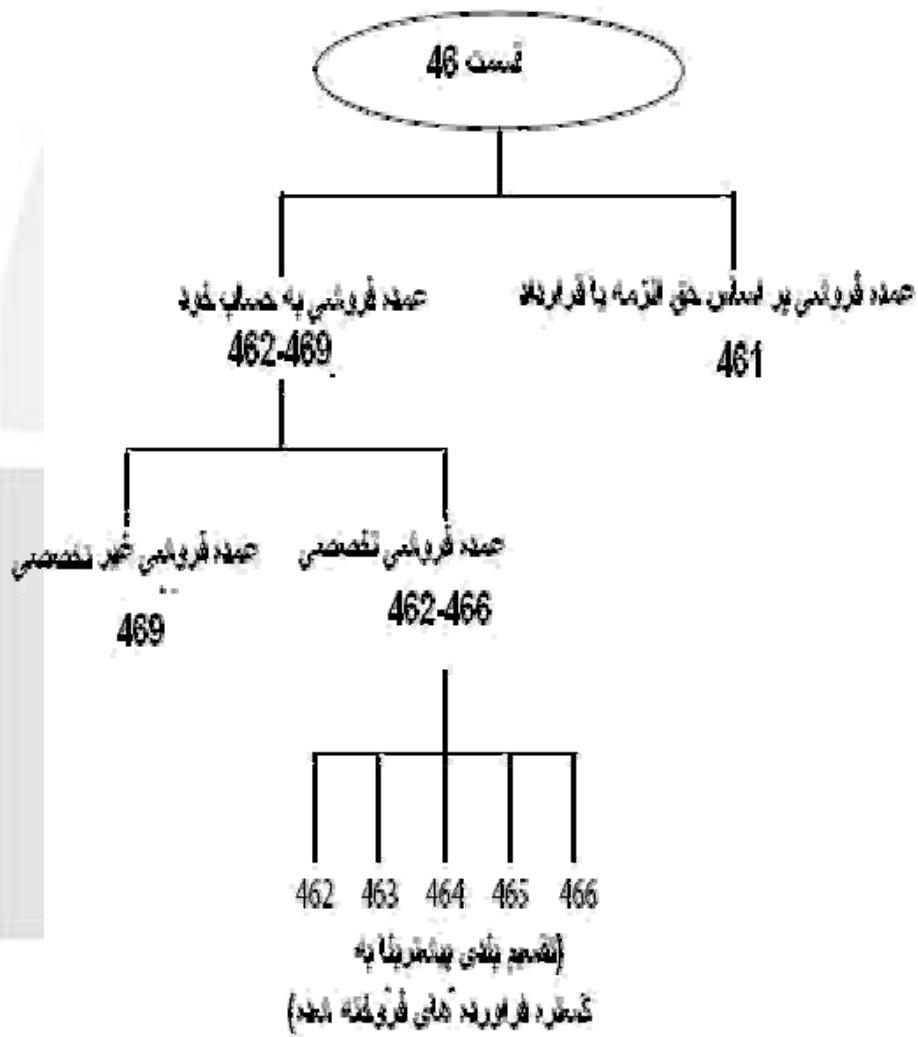 قسمت 46
عمده فروشی بر اساس حق الزحمه یا قرارداد
461
عمده فروشی به حساب خود
462-469
عمده فروشی تخصصی
462-466
عمده فروشی غیر تخصصی
469
462 463 464 465 466
(تقسیم بندی بیشتر بنا به
گستره فراورده های فروخته شده)